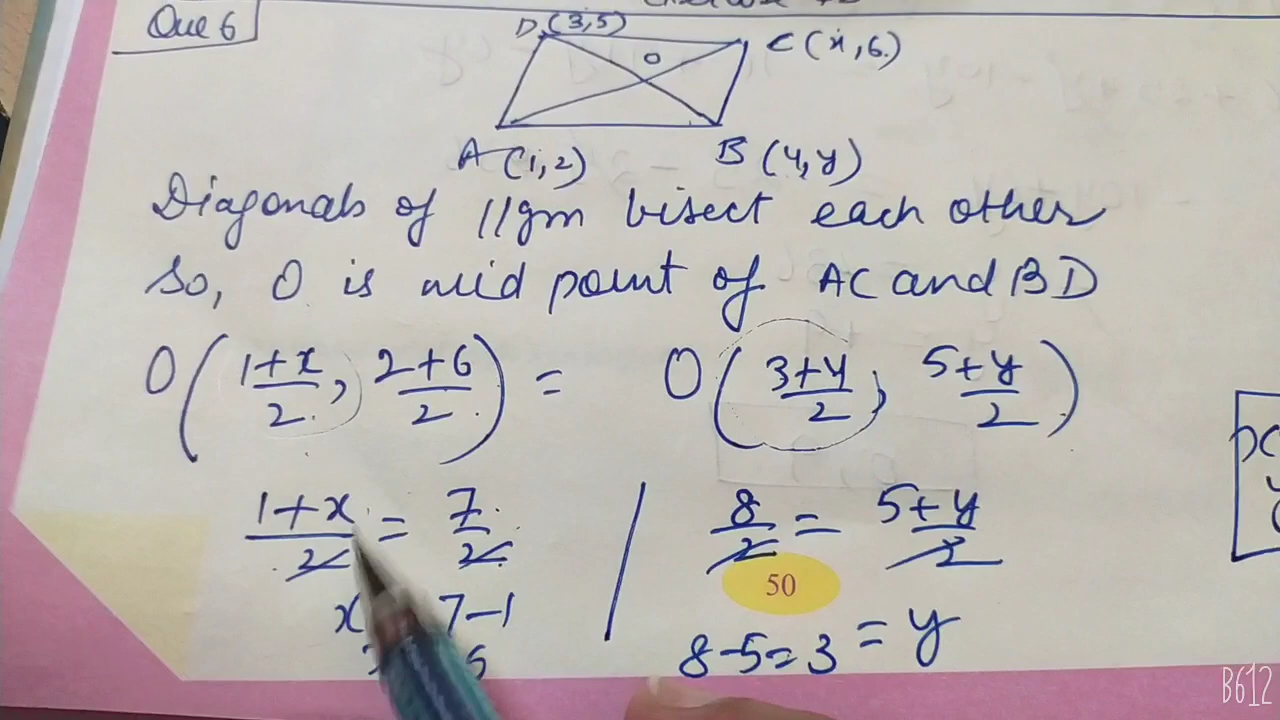 Que 6
D (3,5)
C (x,6)
O
A (1,2)
B (4,y)
Diagonals of ||gm bisect each other
So, O is mid point of AC and BD
O(1+x/2, 2+6/2) = O(3+4/2, 5+y/2)
1+x/2 = 7/2
8/2 = 5+y/2
50
x 7-1
8-5=3 = y
x
B612